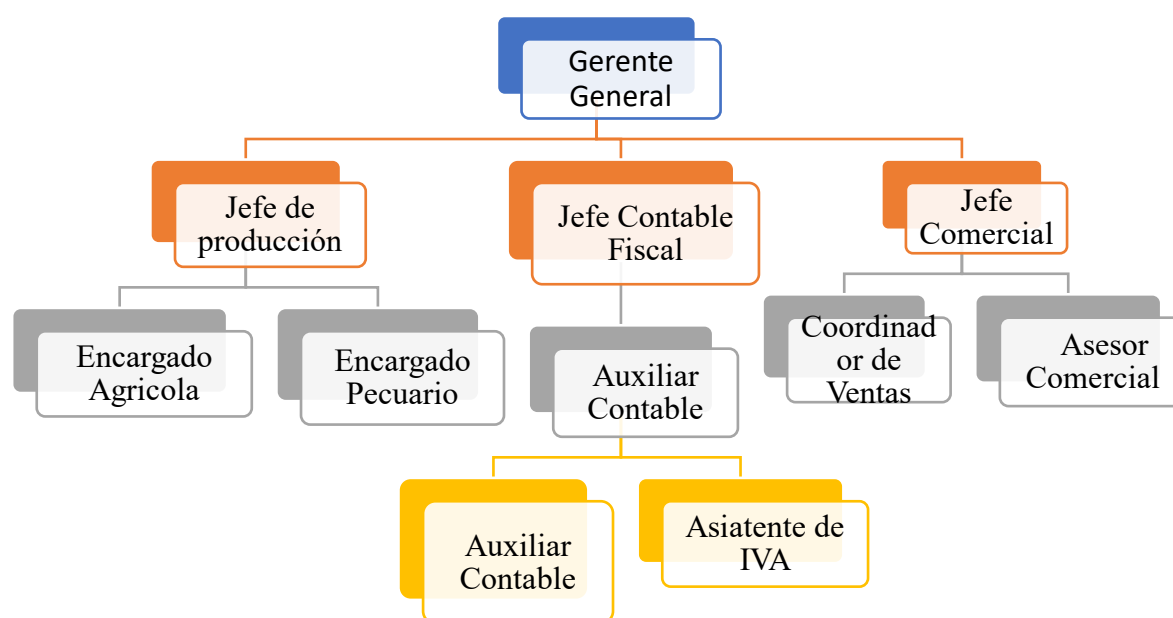 Gerente
General
Jefe de
producción
Jefe Contable
Fiscal
Jefe
Comercial
Encargado
Agricola
Encargado
Pecuario
Auxiliar
Contable
Coordinad
or de
Ventas
Asesor
Comercial
Auxiliar
Contable
Asiatente de
IVA